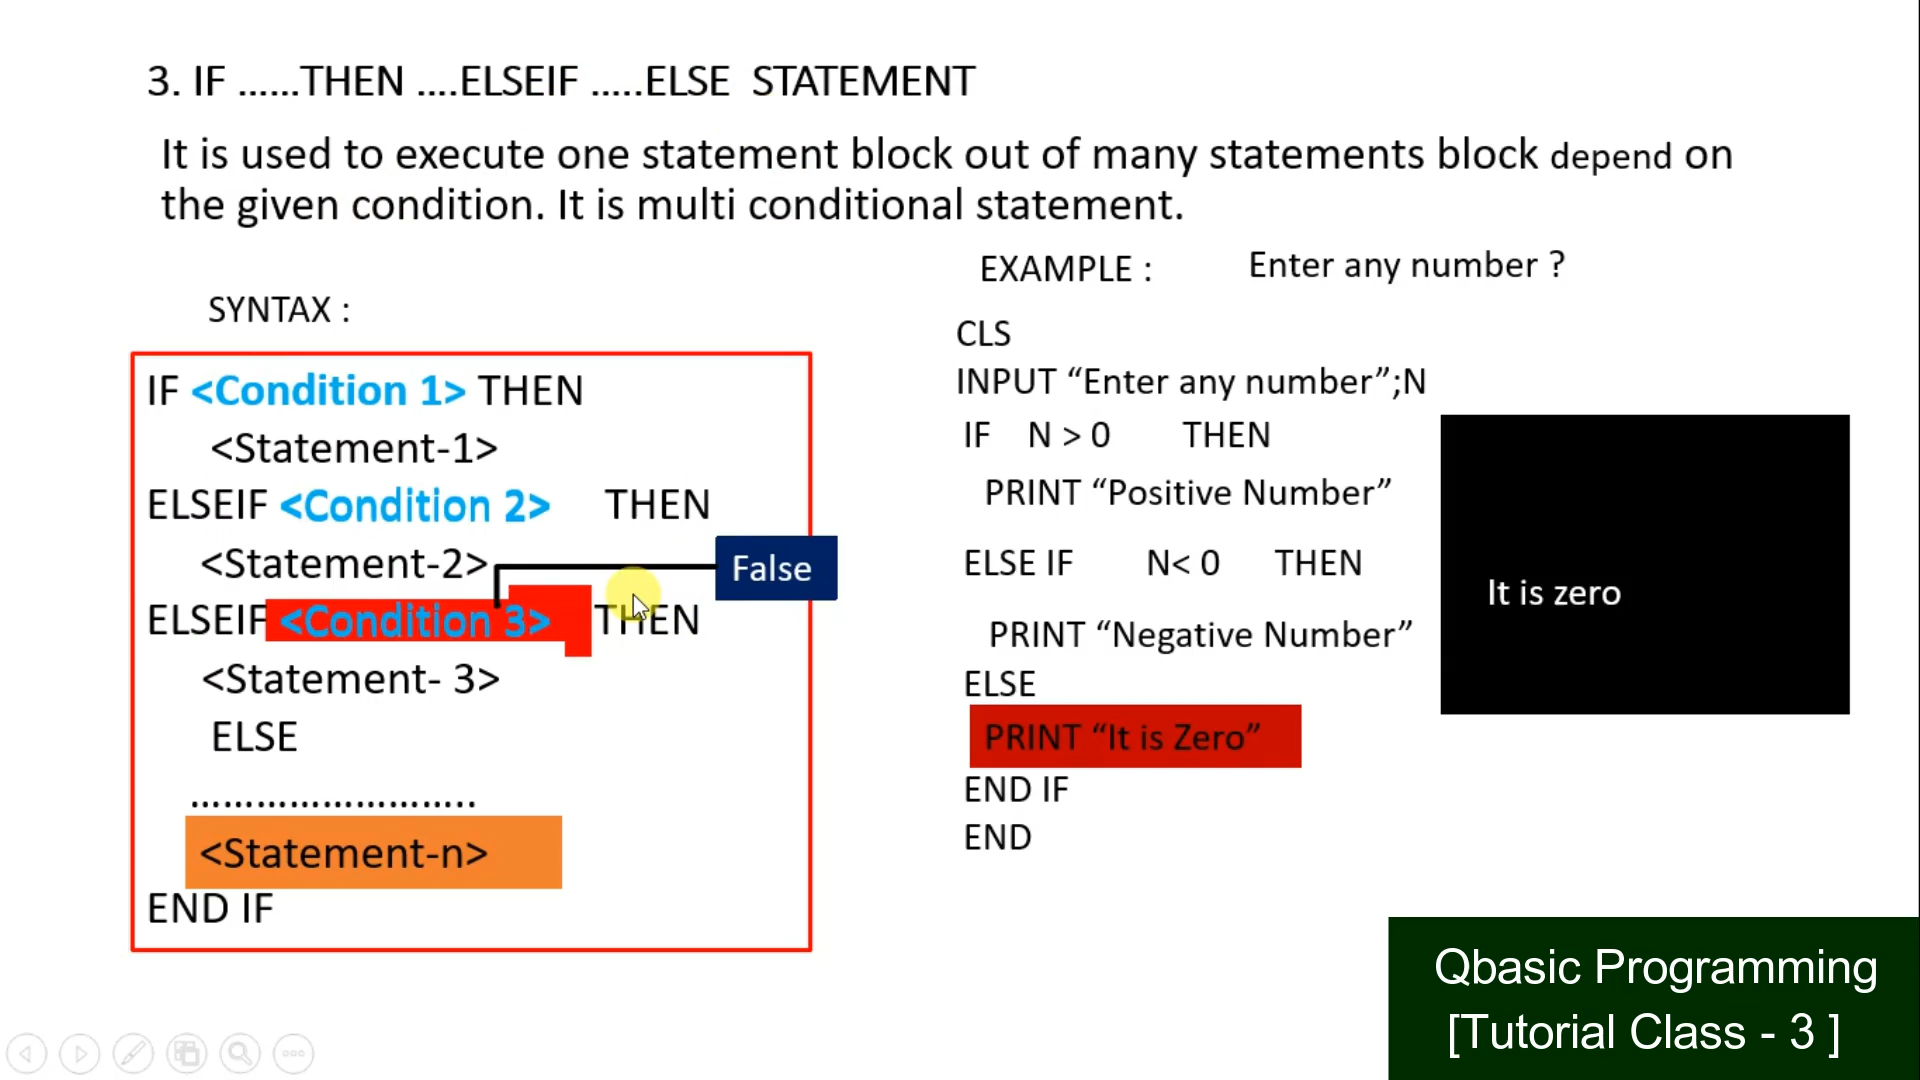 3. IF ......THEN ....ELSEIF .....ELSE STATEMENT
It is used to execute one statement block out of many statements block depend on
the given condition. It is multi conditional statement.
SYNTAX :
IF <Condition 1> THEN
<Statement-1>
ELSEIF <Condition 2> THEN
<Statement-2>
False
ELSEIF <Condition 3> THEN
<Statement- 3>
ELSE
..........................
<Statement-n>
END IF
EXAMPLE :
Enter any number ?
CLS
INPUT “Enter any number”;N
IF N > 0 THEN
PRINT “Positive Number”
ELSE IF N< 0 THEN
PRINT “Negative Number”
ELSE
PRINT “It is Zero”
END IF
END
It is zero
Qbasic Programming
[Tutorial Class - 3 ]